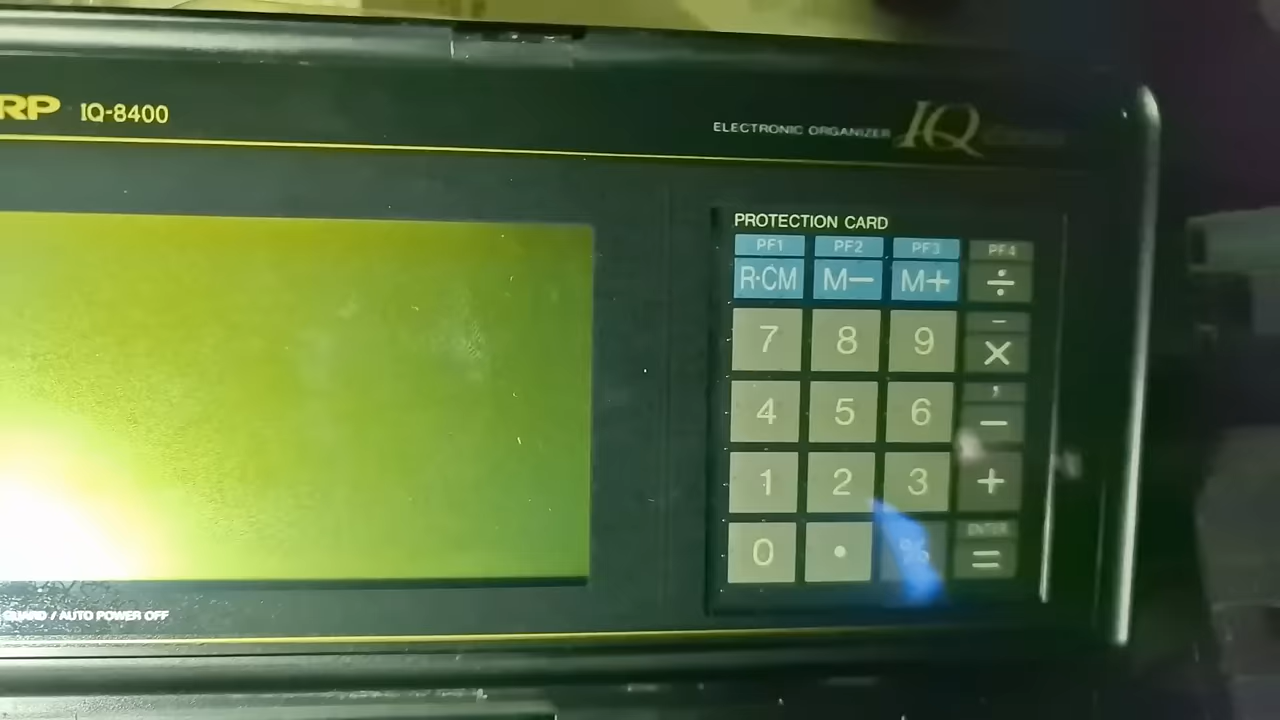 RP IQ-8400
ELECTRONIC ORGANIZER IQ
PROTECTION CARD
PF1 PF2 PF3 PF4
R·CM M− M+ ÷
−
7 8 9 ×
,
4 5 6 −
1 2 3 +
ENTER
0 • % =
GUARD / AUTO POWER OFF